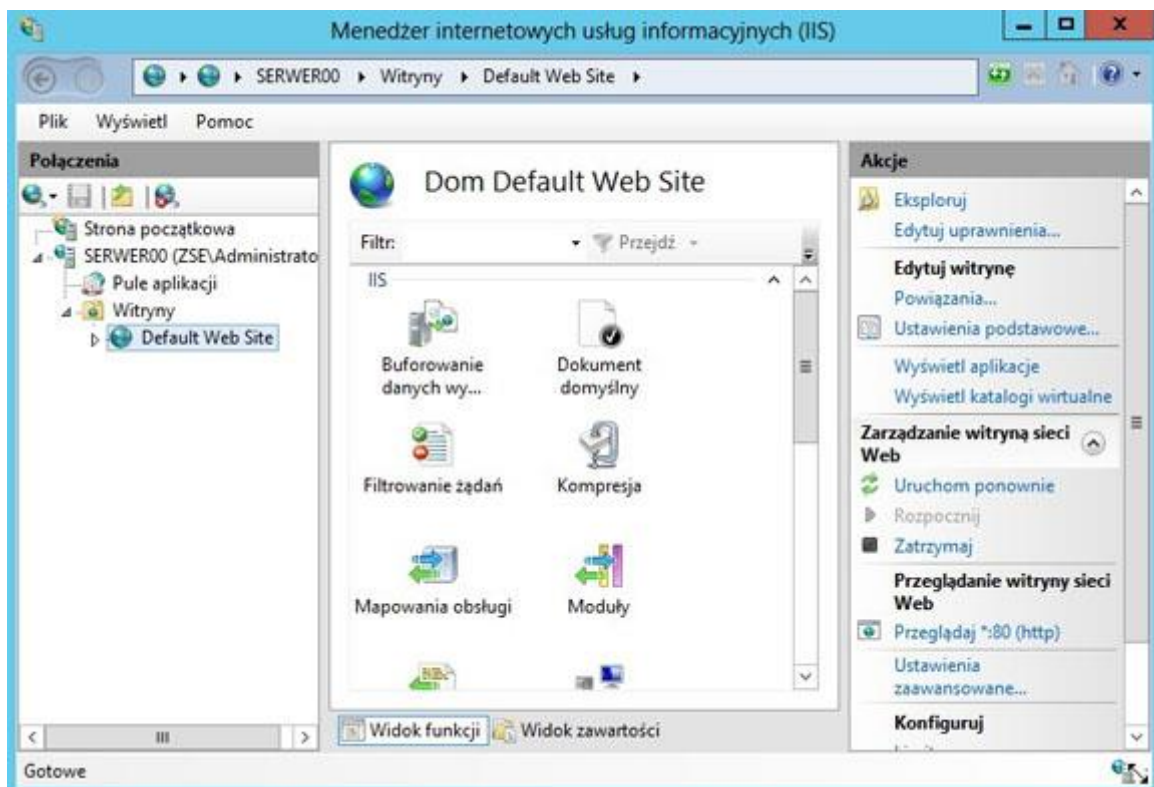 Menedżer internetowych usług informacyjnych (IIS)
SERWER00 Witryny Default Web Site
Plik Wyświetl Pomoc
Połączenia
Strona początkowa
SERWER00 (ZSE\Administrato
Pule aplikacji
Witryny
Default Web Site
Dom Default Web Site
Filtr: Przejdź
IIS
Buforowanie danych wy...
Dokument domyślny
Filtrowanie żądań
Kompresja
Mapowania obsługi
Moduły
Widok funkcji Widok zawartości
Akcje
Eksploruj
Edytuj uprawnienia...
Edytuj witrynę
Powiązania...
Ustawienia podstawowe...
Wyświetl aplikacje
Wyświetl katalogi wirtualne
Zarządzanie witryną sieci
Web
Uruchom ponownie
Rozpocznij
Zatrzymaj
Przeglądanie witryny sieci
Web
Przeglądaj *:80 (http)
Ustawienia
zaawansowane...
Konfiguruj
Gotowe